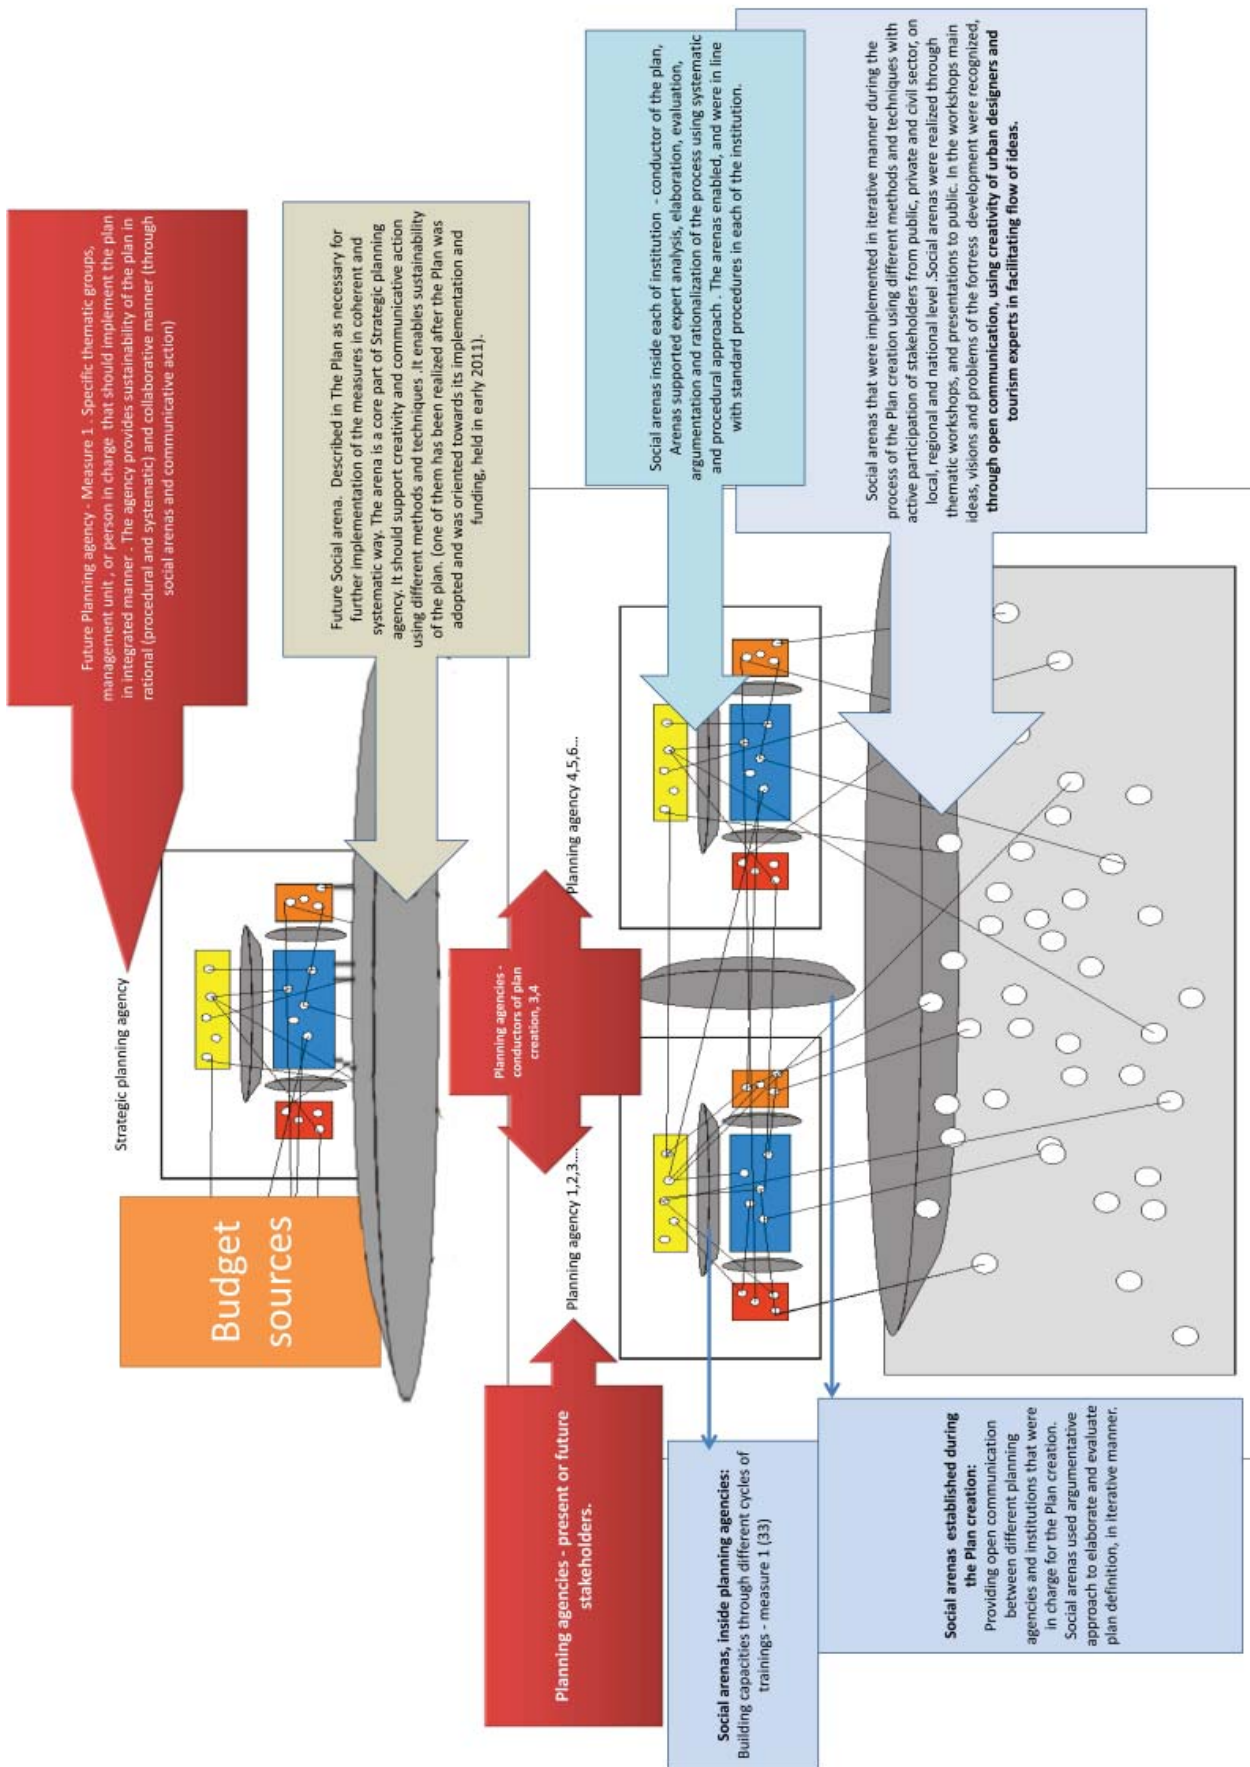 Future Planning agency - Measure 1 . Specific thematic groups,
management unit , or person in charge that should implement the plan
in integrated manner . The agency provides sustainability of the plan in
rational (procedural and systematic) and collaborative manner (through
social arenas and communicative action)
Strategic planning agency
Budget
sources
Future Social arena. Described in The Plan as necessary for
further implementation of the measures in coherent and
systematic way. The arena is a core part of Strategic planning
agency. It should support creativity and communicative action
using different methods and techniques .It enables sustainability
of the plan. (one of them has been realized after the Plan was
adopted and was oriented towards its implementation and
funding, held in early 2011).
Planning agencies - present or future
stakeholders.
Planning agencies -
conductors of plan
creation, 3,4
Planning agency 1,2,3....
Planning agency 4,5,6...
Social arenas inside each of institution - conductor of the plan,
Arenas supported expert analysis, elaboration, evaluation,
argumentation and rationalization of the process using systematic
and procedural approach . The arenas enabled, and were in line
with standard procedures in each of the institution.
Social arenas, inside planning agencies:
Building capacities through different cycles of
trainings - measure 1 (33)
Social arenas established during
the Plan creation:
Providing open communication
between different planning
agencies and institutions that were
in charge for the Plan creation.
Social arenas used argumentative
approach to elaborate and evaluate
plan definition, in iterative manner.
Social arenas that were implemented in iterative manner during the
process of the Plan creation using different methods and techniques with
active participation of stakeholders from public, private and civil sector, on
local, regional and national level .Social arenas were realized through
thematic workshops, and presentations to public. In the workshops main
ideas, visions and problems of the fortress development were recognized,
through open communication, using creativity of urban designers and
tourism experts in facilitating flow of ideas.